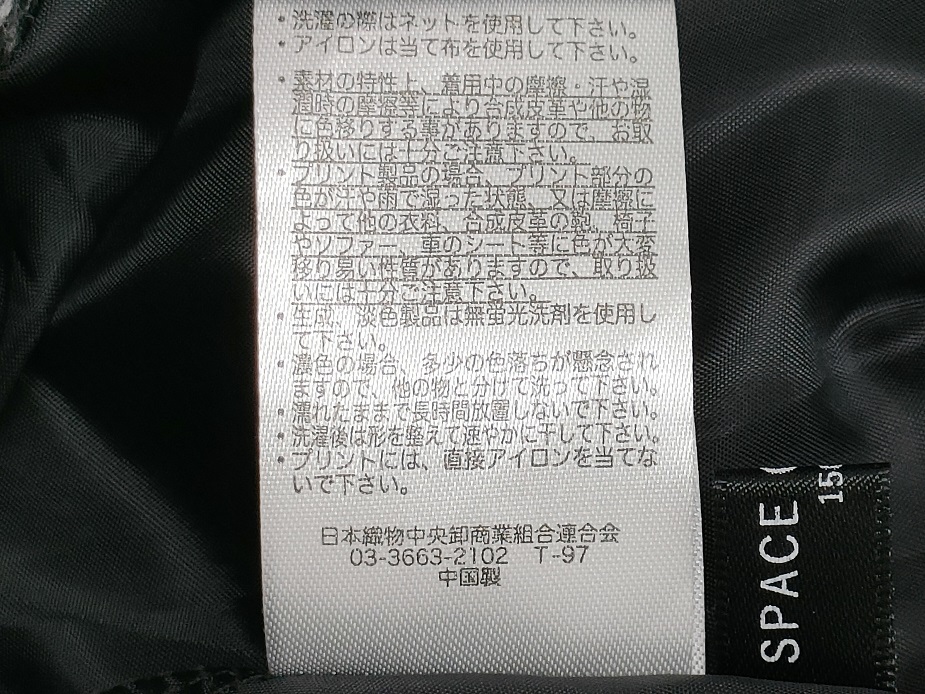 ・洗濯の際はネットを使用して下さい。
・アイロンは当て布を使用して下さい。
・素材の特性上、着用中の摩擦・汗や湿
潤時の摩擦等により合成皮革や他の物
に色移りする事がありますので、お取
り扱いには十分ご注意下さい。
・プリント製品の場合、プリント部分の
色が汗や雨で湿った状態、又は摩擦に
よって他の衣料、合成皮革の鞄、椅子
やソファー、車のシート等に色が大変
移り易い性質がありますので、取り扱
いには十分ご注意下さい。
・生成、淡色製品は無蛍光洗剤を使用し
て下さい。
・濃色の場合、多少の色落ちが懸念され
ますので、他の物と分けて洗って下さい。
・濡れたままで長時間放置しないで下さい。
・洗濯後は形を整えて速やかに干して下さい。
・プリントには、直接アイロンを当てな
いで下さい。
日本織物中央卸商業組合連合会
03-3663-2102 T-97
中国製
SPACE